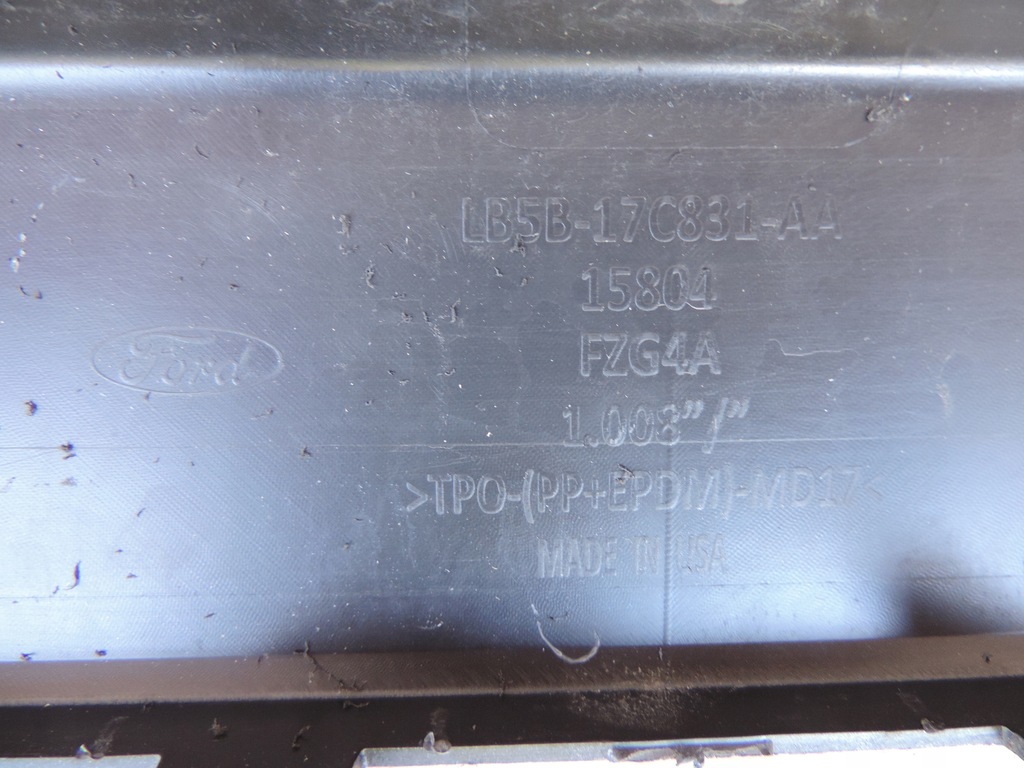 LB5B-17C831-AA
15804
FZG4A
Ford
1.008"/"
>TPO-(PP+EPDM)-MD17<
MADE IN USA